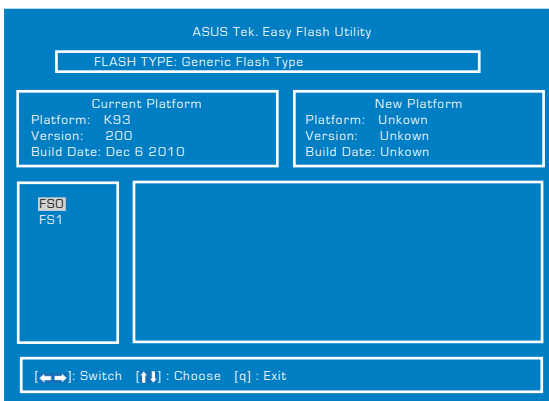 ASUS Tek. Easy Flash Utility
FLASH TYPE: Generic Flash Type
Current Platform
Platform: K93
Version: 200
Build Date: Dec 6 2010
New Platform
Platform: Unkown
Version: Unkown
Build Date: Unkown
FS0
FS1
[←→]: Switch [↑↓] : Choose [q] : Exit